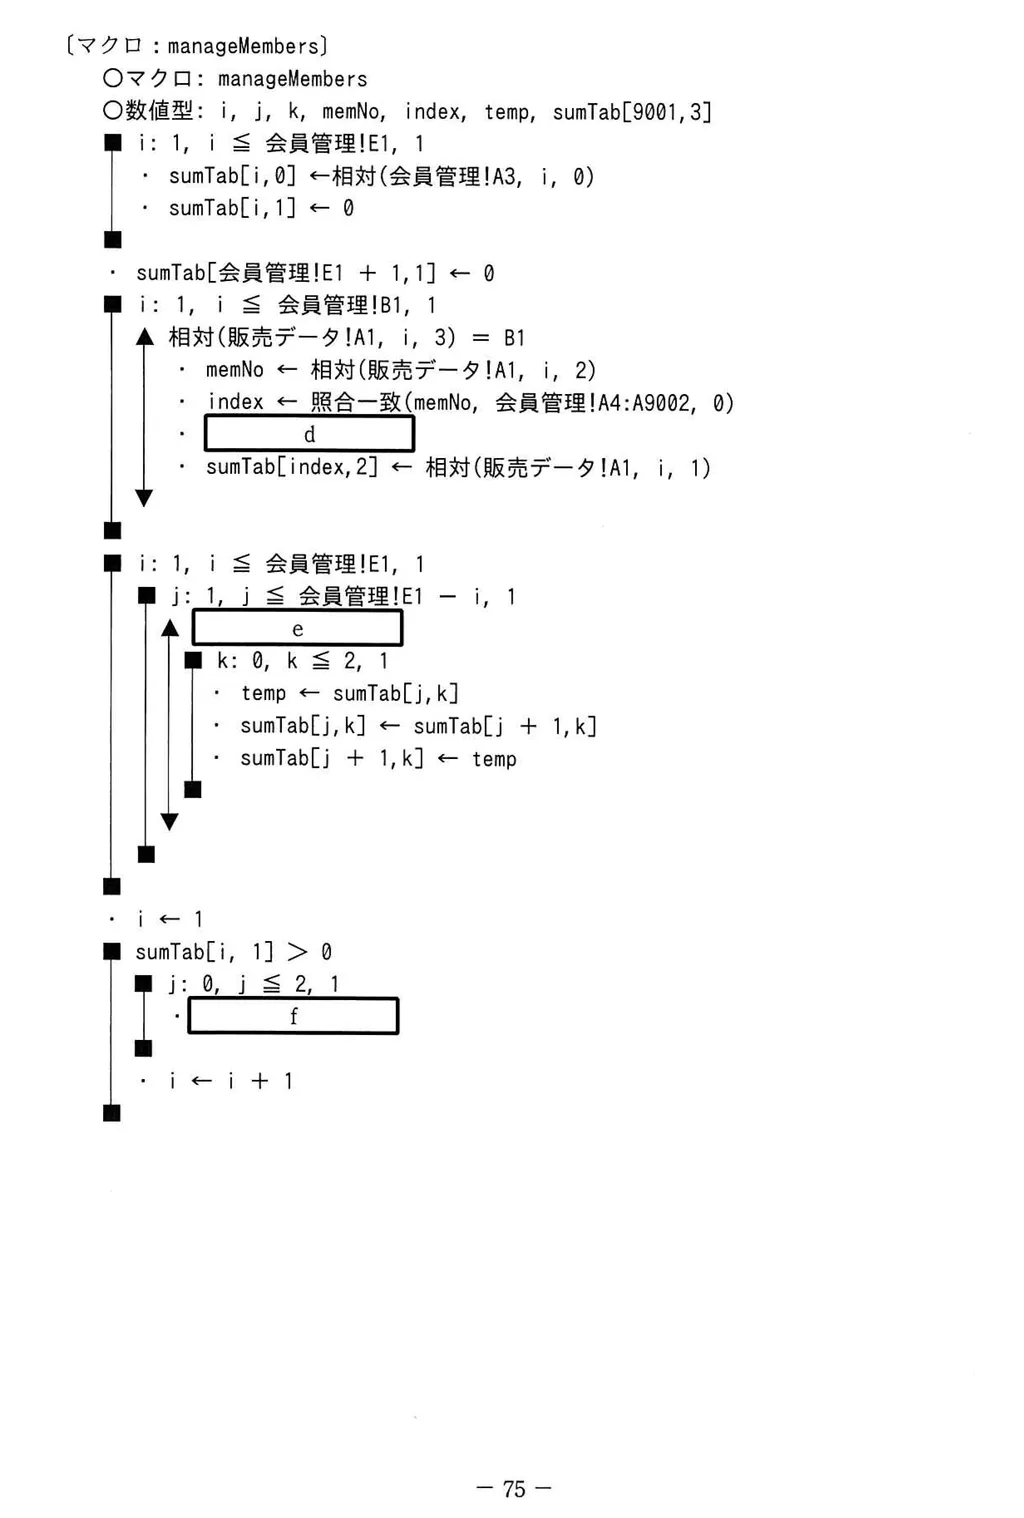 〔マクロ：manageMembers〕
○マクロ: manageMembers
○数値型: i, j, k, memNo, index, temp, sumTab[9001,3]
■ i: 1, i ≦ 会員管理!E1, 1
・ sumTab[i,0] ←相対(会員管理!A3, i, 0)
・ sumTab[i,1] ← 0
■
・ sumTab[会員管理!E1 + 1,1] ← 0
■ i: 1, i ≦ 会員管理!B1, 1
▲ 相対(販売データ!A1, i, 3) = B1
・ memNo ← 相対(販売データ!A1, i, 2)
・ index ← 照合一致(memNo, 会員管理!A4:A9002, 0)
・ d
・ sumTab[index,2] ← 相対(販売データ!A1, i, 1)
▼
■
■ i: 1, i ≦ 会員管理!E1, 1
■ j: 1, j ≦ 会員管理!E1 − i, 1
▲ e
■ k: 0, k ≦ 2, 1
・ temp ← sumTab[j,k]
・ sumTab[j,k] ← sumTab[j + 1,k]
・ sumTab[j + 1,k] ← temp
■
▼
■
■
・ i ← 1
■ sumTab[i, 1] ＞ 0
■ j: 0, j ≦ 2, 1
・ f
■
・ i ← i + 1
■
− 75 −